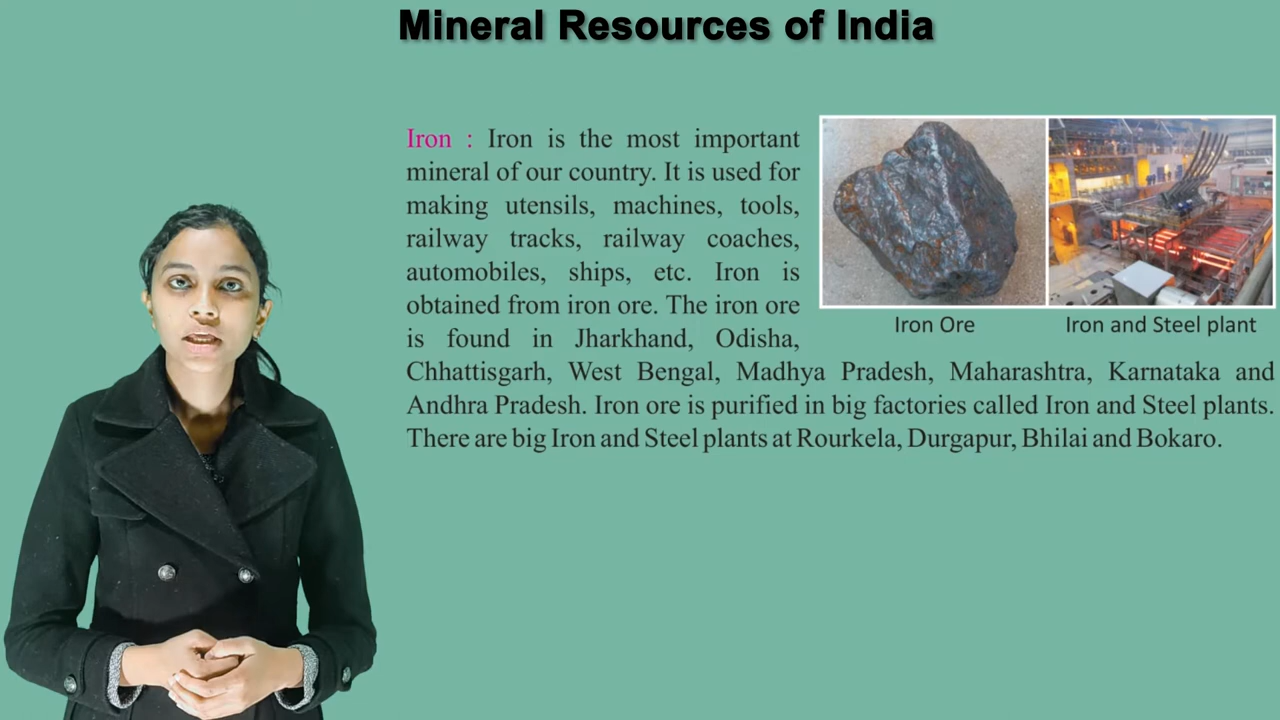 Mineral Resources of India
Iron : Iron is the most important
mineral of our country. It is used for
making utensils, machines, tools,
railway tracks, railway coaches,
automobiles, ships, etc. Iron is
obtained from iron ore. The iron ore
is found in Jharkhand, Odisha,
Chhattisgarh, West Bengal, Madhya Pradesh, Maharashtra, Karnataka and
Andhra Pradesh. Iron ore is purified in big factories called Iron and Steel plants.
There are big Iron and Steel plants at Rourkela, Durgapur, Bhilai and Bokaro.
Iron Ore
Iron and Steel plant